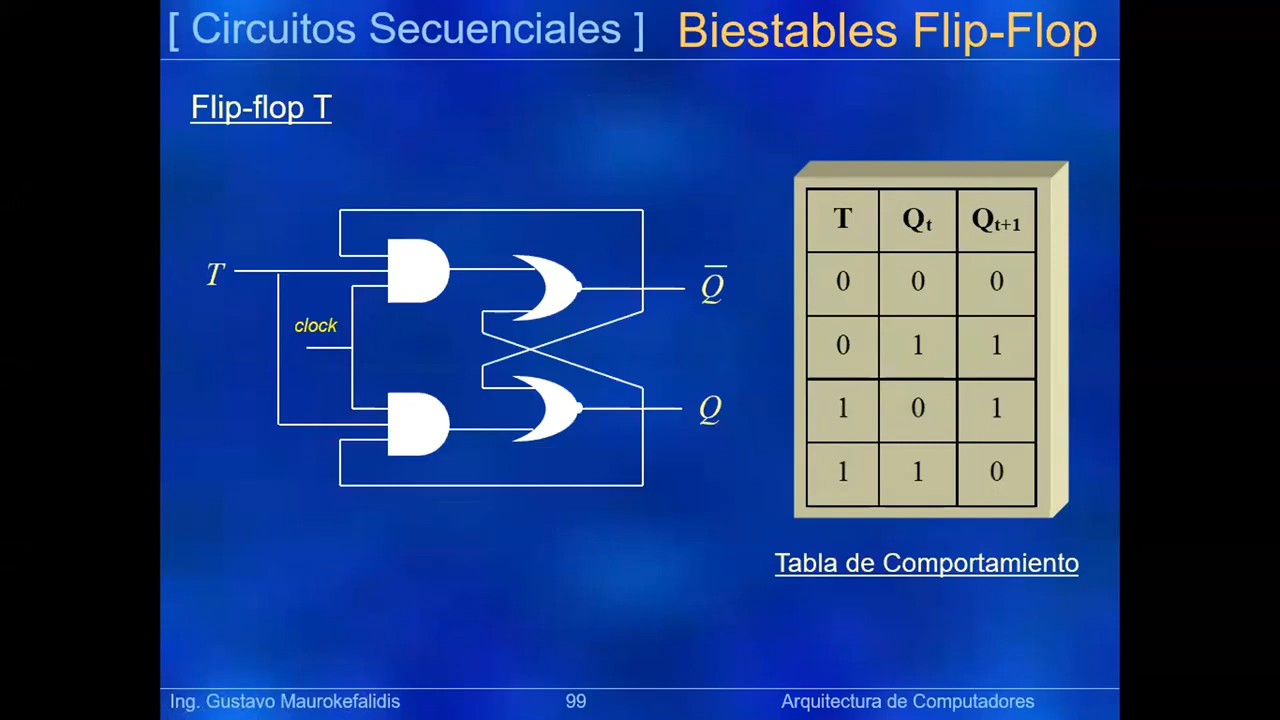 [ Circuitos Secuenciales ] Biestables Flip-Flop
Flip-flop T
T
clock
Q̅
Q
T Qt Qt+1
0 0 0
0 1 1
1 0 1
1 1 0
Tabla de Comportamiento
Ing. Gustavo Maurokefalidis 99 Arquitectura de Computadores